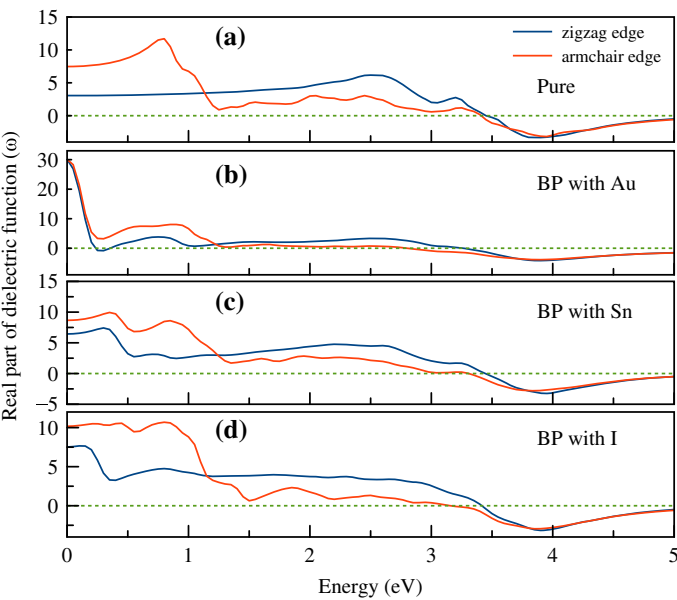 Real part of dielectric function (ω)
15
10
5
0
(a)
zigzag edge
armchair edge
Pure
30
20
10
0
(b)
BP with Au
15
10
5
0
−5
(c)
BP with Sn
10
5
0
(d)
BP with I
0 1 2 3 4 5
Energy (eV)